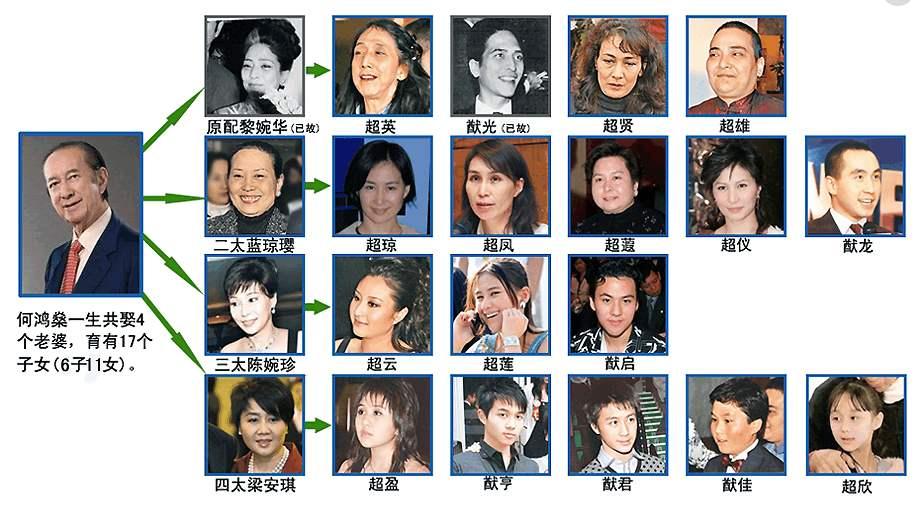 原配黎婉华(已故)
超英
猷光(已故)
超贤
超雄
二太蓝琼璎
超琼
超凤
超蕸
超仪
猷龙
何鸿燊一生共娶4
个老婆，育有17个
子女(6子11女)。
三太陈婉珍
超云
超莲
猷启
四太梁安琪
超盈
猷亨
猷君
猷佳
超欣